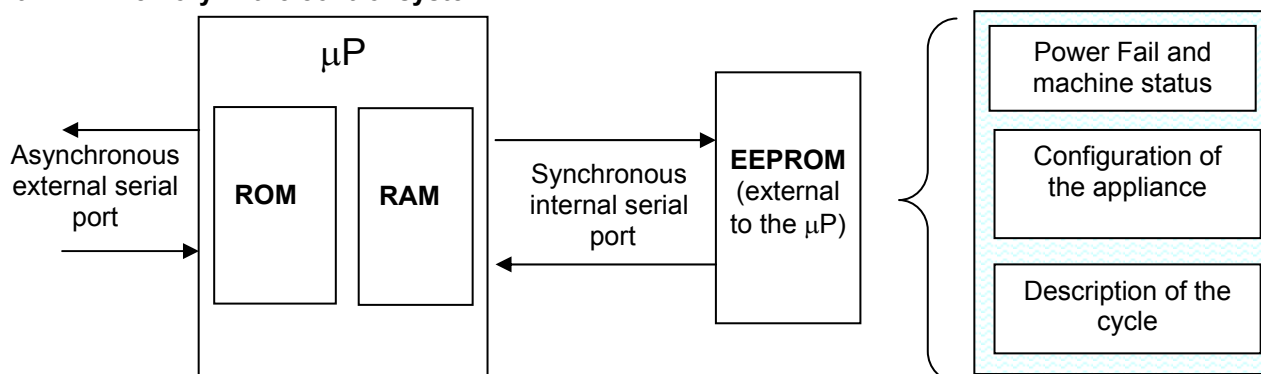 μP
Asynchronous
external serial
port
ROM
RAM
Synchronous
internal serial
port
EEPROM
(external
to the μP)
Power Fail and
machine status
Configuration of
the appliance
Description of the
cycle